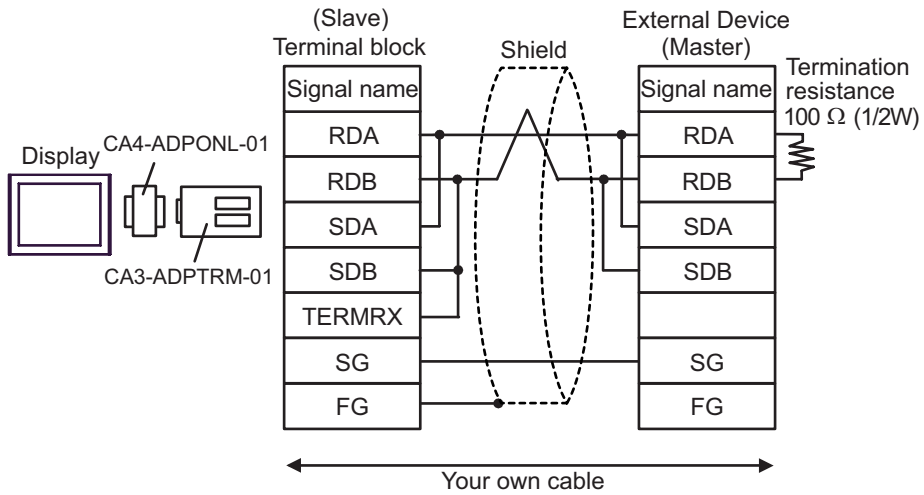 (Slave)
Terminal block
Shield
External Device
(Master)
Termination
resistance
100 Ω (1/2W)
Display
CA4-ADPONL-01
CA3-ADPTRM-01
Signal name
RDA
RDB
SDA
SDB
TERMRX
SG
FG
Signal name
RDA
RDB
SDA
SDB
SG
FG
Your own cable